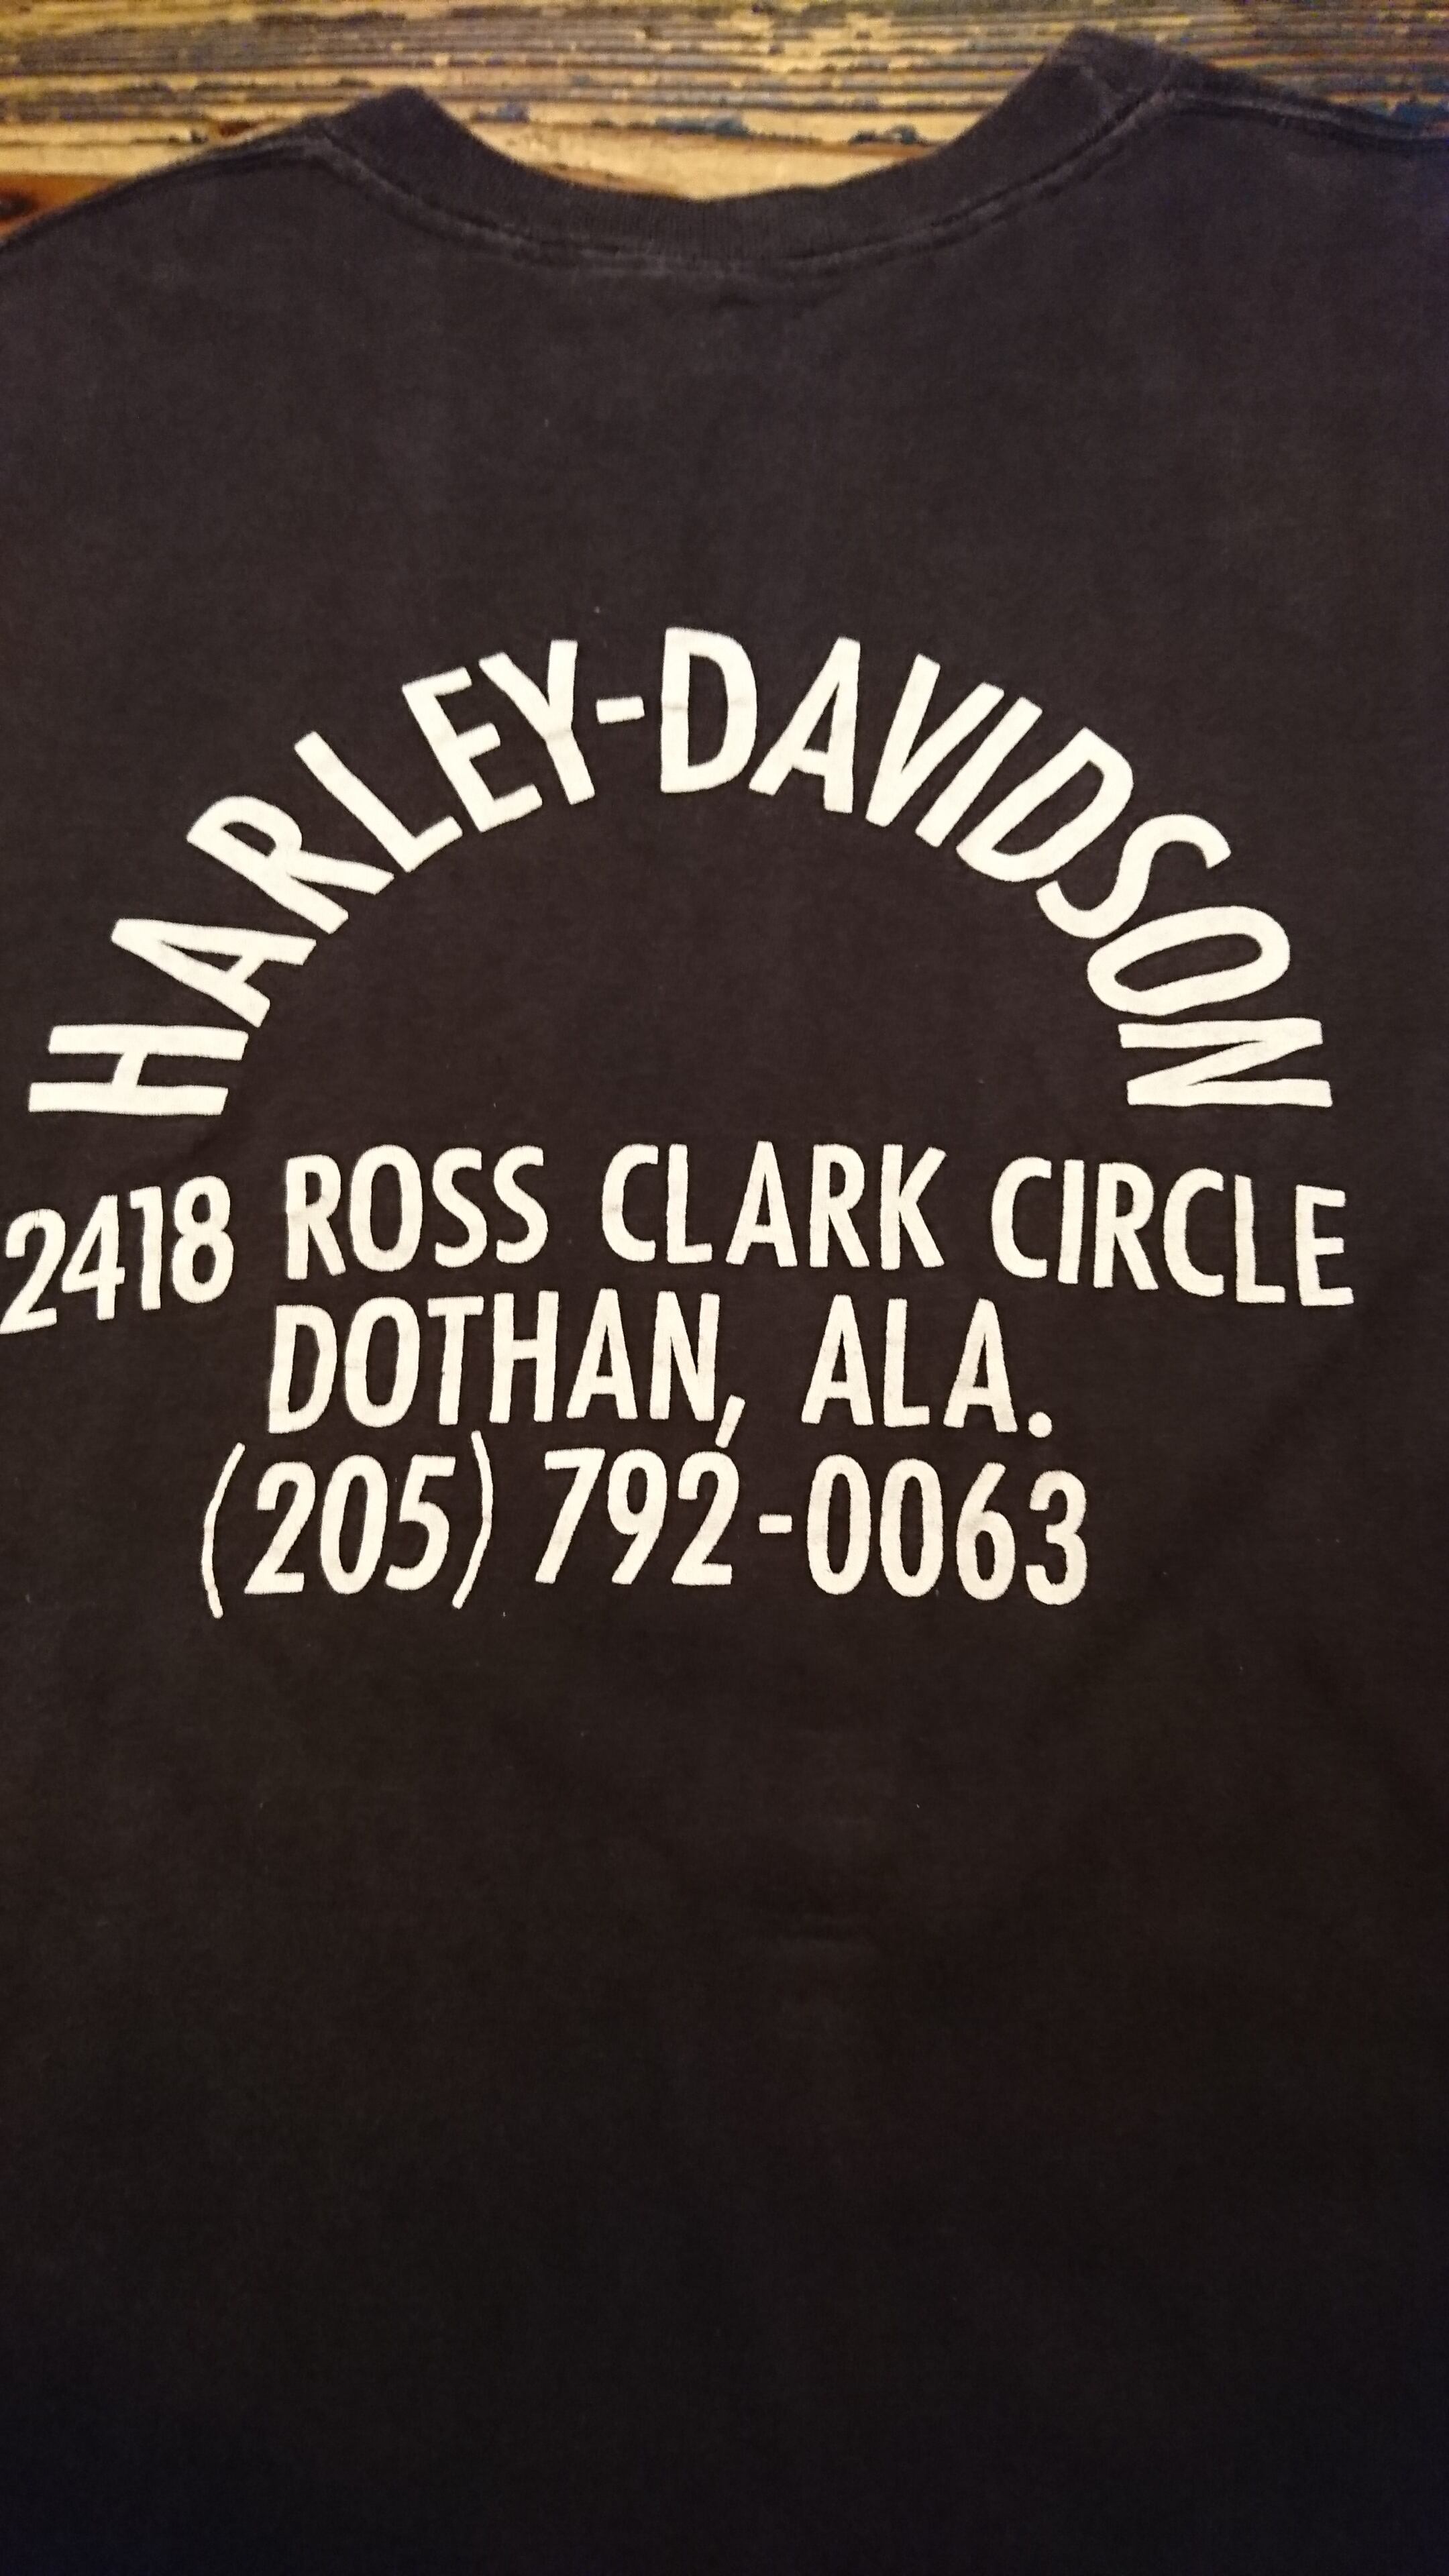 HARLEY-DAVIDSON
2418 ROSS CLARK CIRCLE
DOTHAN, ALA.
(205) 792-0063